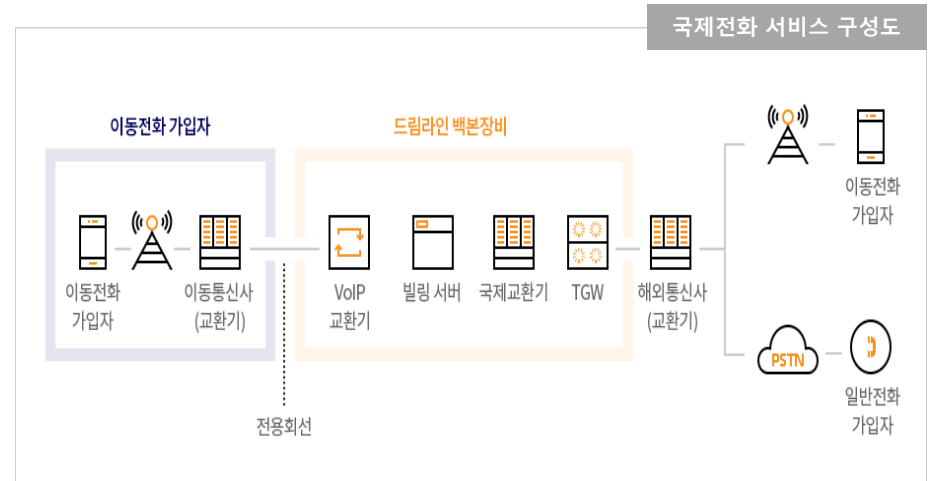 국제전화 서비스 구성도
이동전화 가입자
드림라인 백본장비
이동전화
가입자
이동통신사
(교환기)
VoIP
교환기
빌링 서버
국제교환기
TGW
해외통신사
(교환기)
이동전화
가입자
PSTN
일반전화
가입자
전용회선